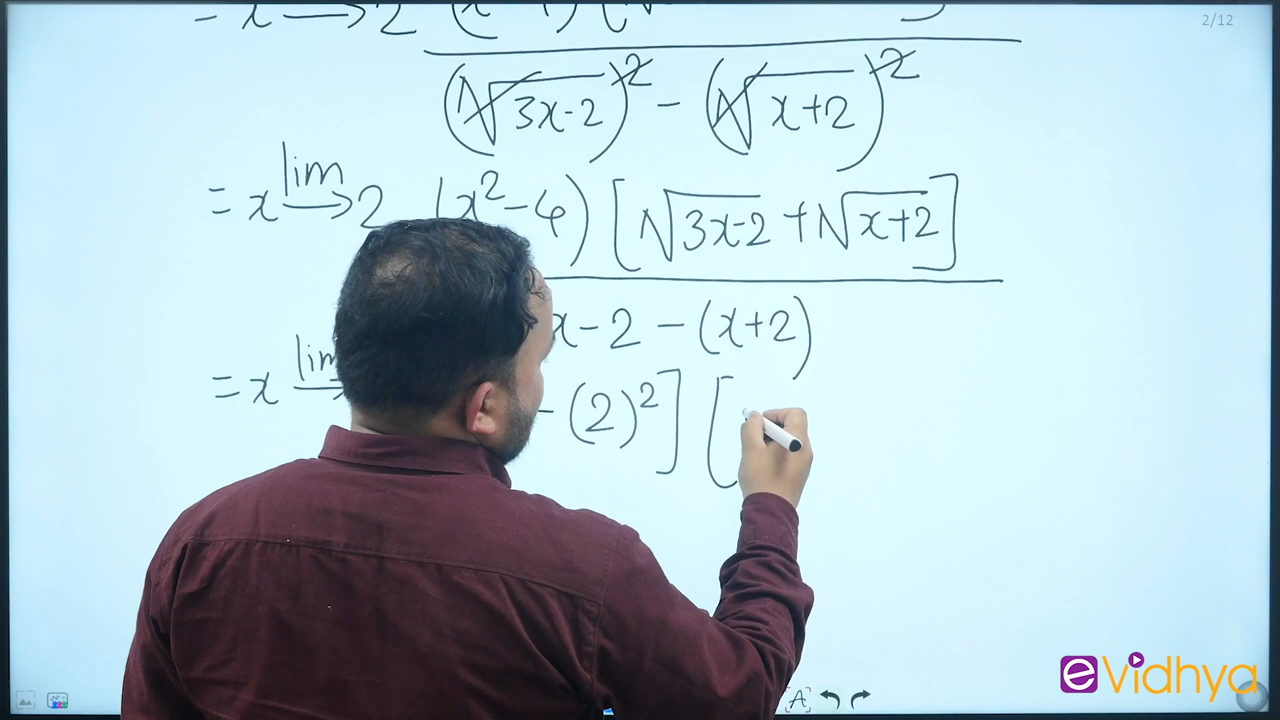 2/12
= x → 2
(√3x-2)² - (√x+2)²
= x lim → 2 (x² - 4) [√3x-2 + √x+2]
x - 2 - (x+2)
= x lim - (2)²] [
[A]
eVidhya